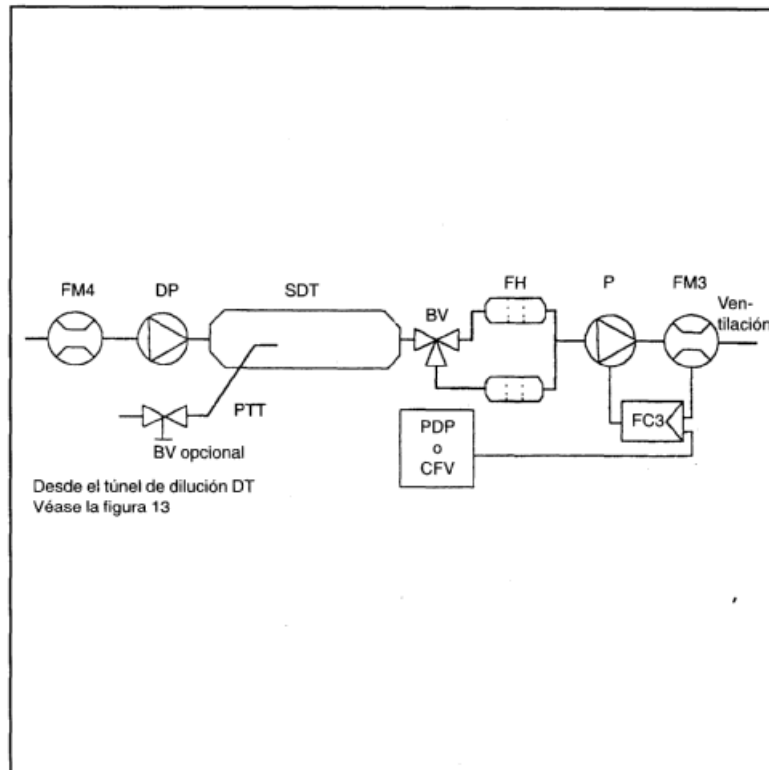 FM4
DP
SDT
BV
FH
P
FM3
Ven-
tilación
PTT
BV opcional
PDP
o
CFV
FC3
Desde el túnel de dilución DT
Véase la figura 13